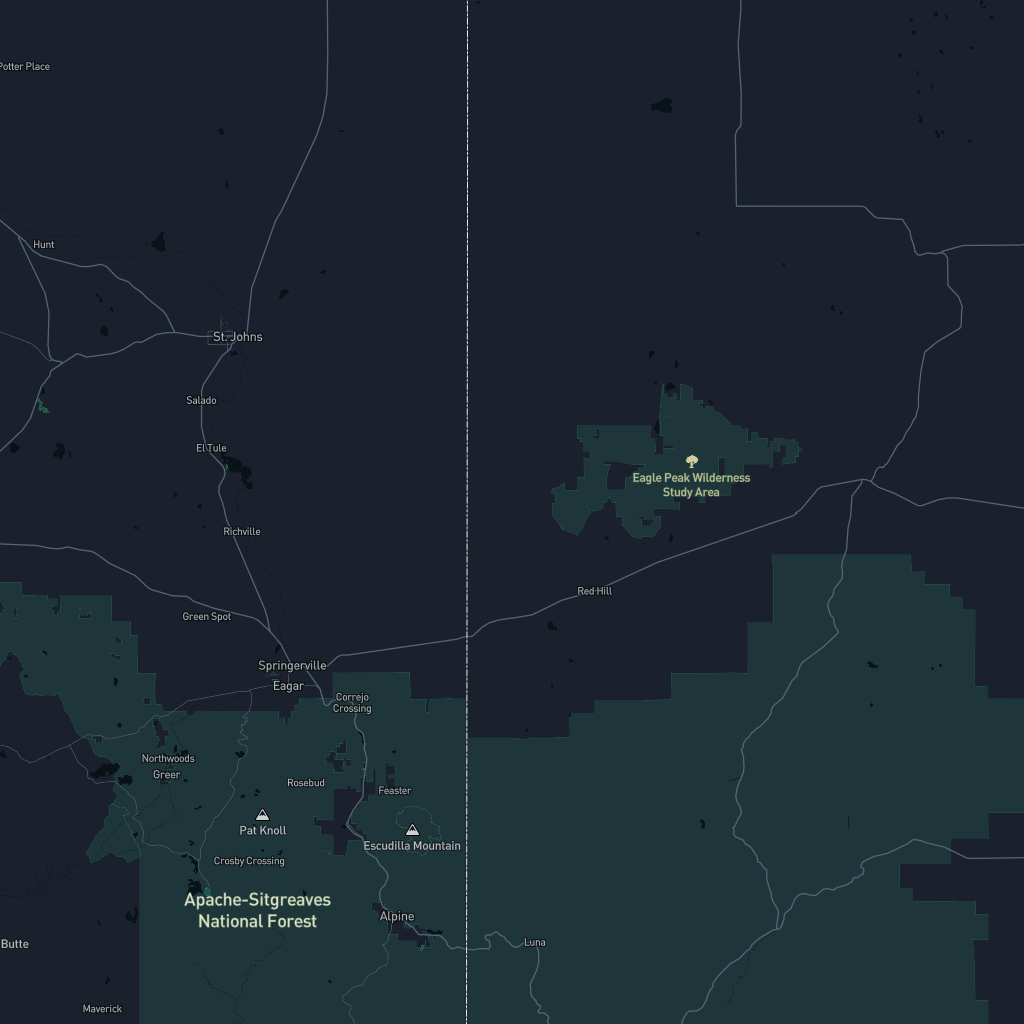 Potter Place
Hunt
St. Johns
Salado
El Tule
Eagle Peak Wilderness
Study Area
Richville
Red Hill
Green Spot
Springerville
Eagar
Correjo
Crossing
Northwoods
Greer
Rosebud
Feaster
Pat Knoll
Escudilla Mountain
Crosby Crossing
Apache-Sitgreaves
National Forest
Alpine
Luna
Butte
Maverick